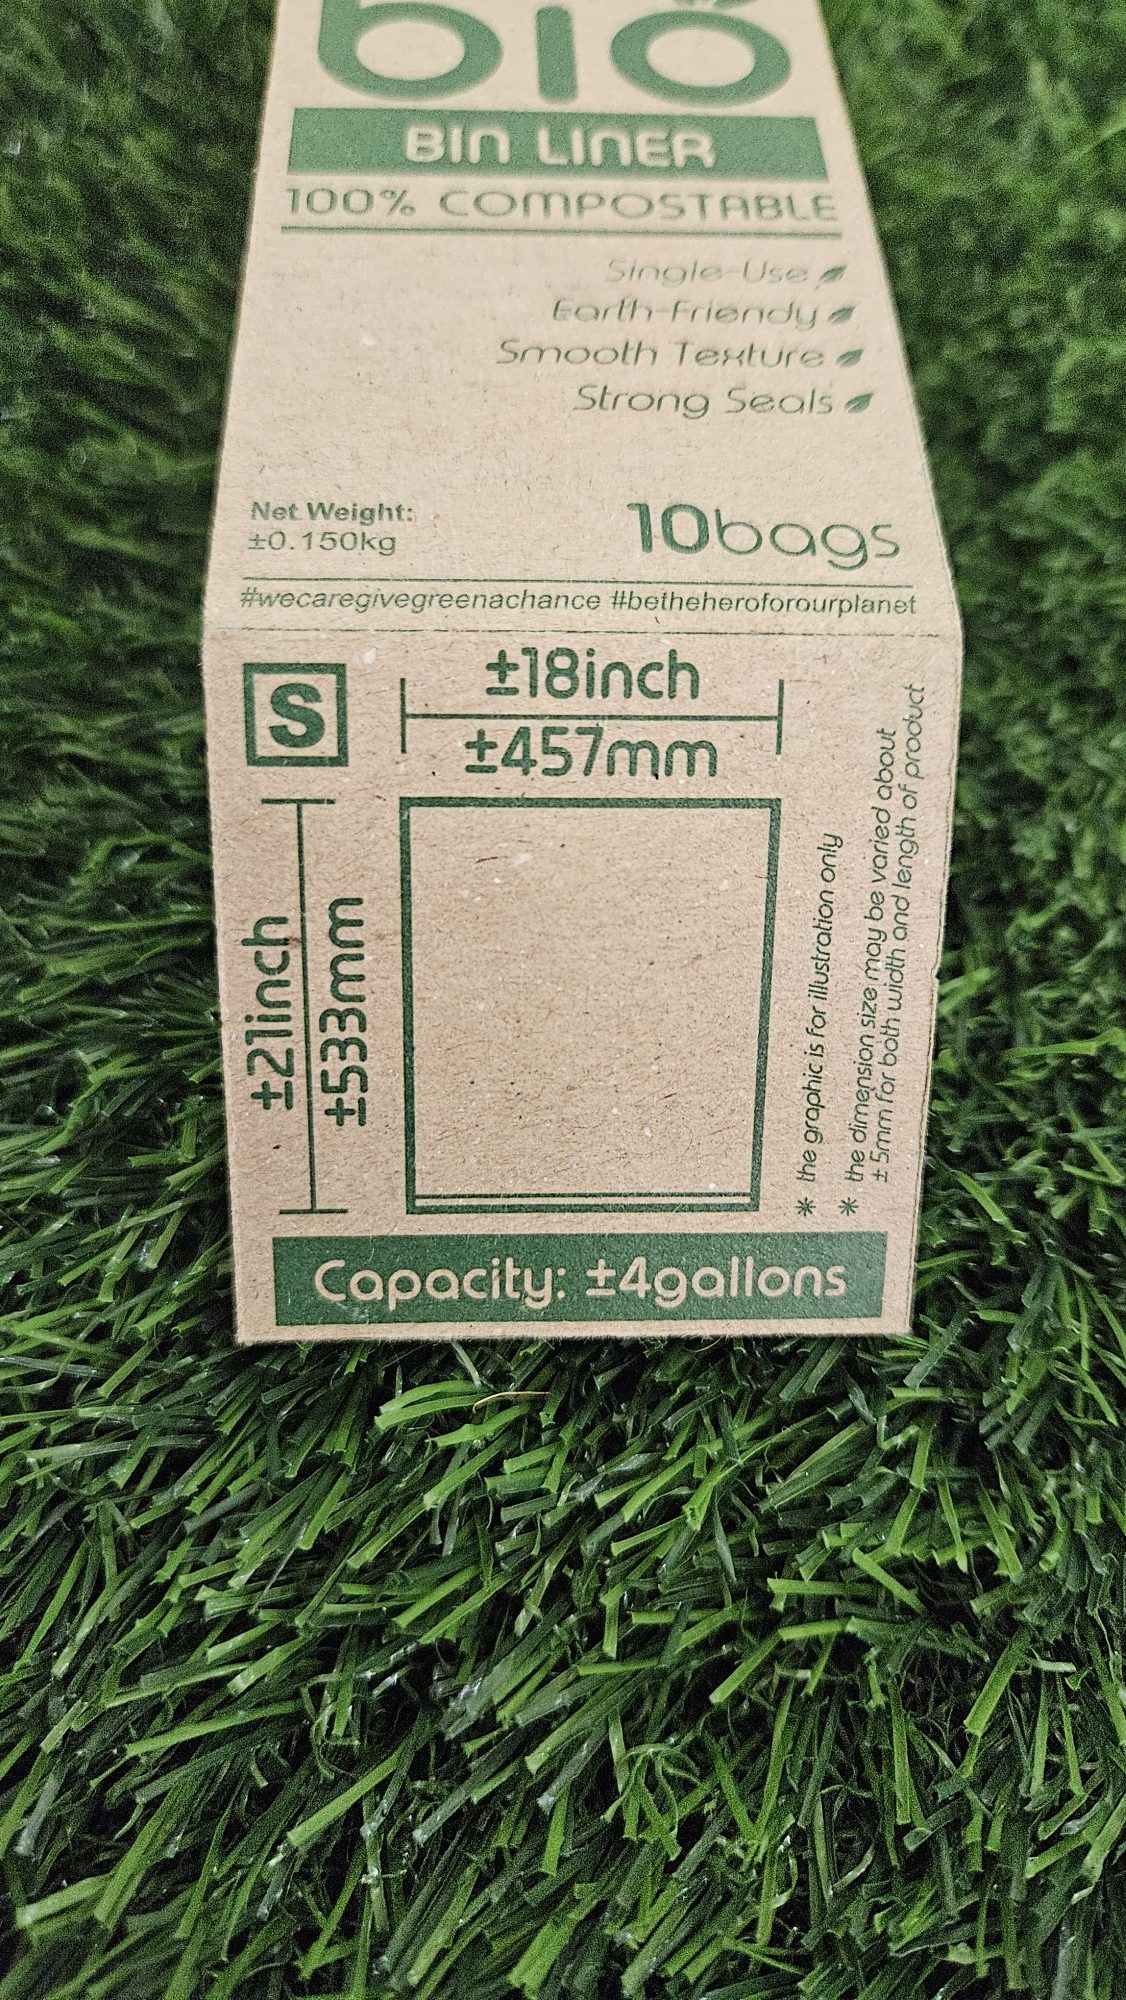 bio
BIN LINER
100% COMPOSTABLE
Single-Use
Earth-Friendly
Smooth Texture
Strong Seals
Net Weight:
±0.150kg
10bags
#wecaregivegreenachance #betheheroforourplanet
S
±18inch
±457mm
±21inch
±533mm
* the graphic is for illustration only
* the dimension size may be varied about
± 5mm for both width and length of product
Capacity: ±4gallons